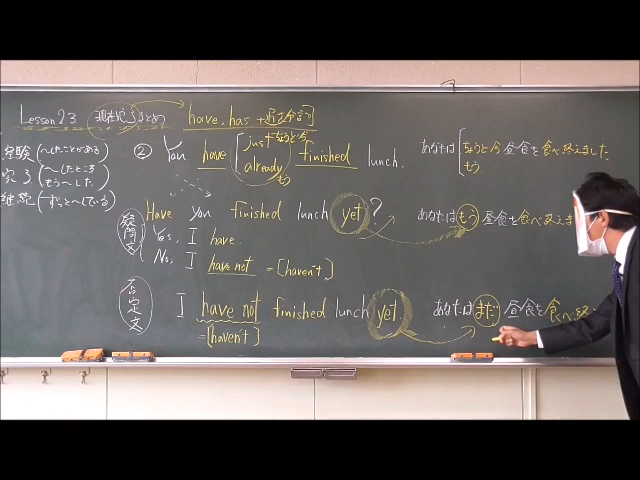 Lesson 23 現在完了まとめ have, has + 過去分詞
経験(〜したことがある)
完了(〜したところ もう〜した)
継続(ずっと〜している)
② You have [just ちょうど今 already もう] finished lunch.
あなたは[ちょうど今 もう] 昼食を食べ終えました
疑問文 Have you finished lunch yet?
あなたはもう昼食を食べ終えま
Yes, I have.
No, I have not. = [haven't]
否定文 I have not finished lunch yet
= [haven't]
あなたはまだ昼食を食べ終